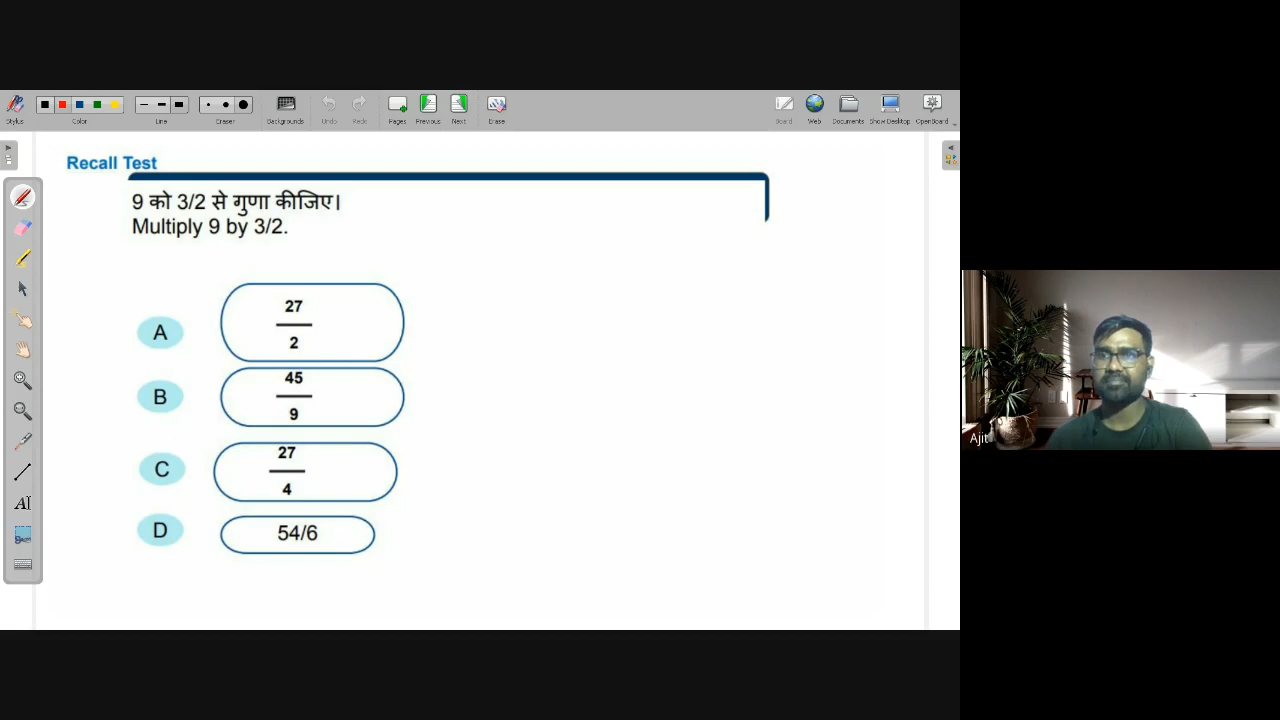 Stylus
Color
Line
Eraser
Backgrounds
Undo
Redo
Pages
Previous
Next
Erase
Board
Web
Documents
Show Desktop
OpenBoard
Recall Test
9 को 3/2 से गुणा कीजिए।
Multiply 9 by 3/2.
A
27
2
B
45
9
C
27
4
D
54/6
AI
Ajit